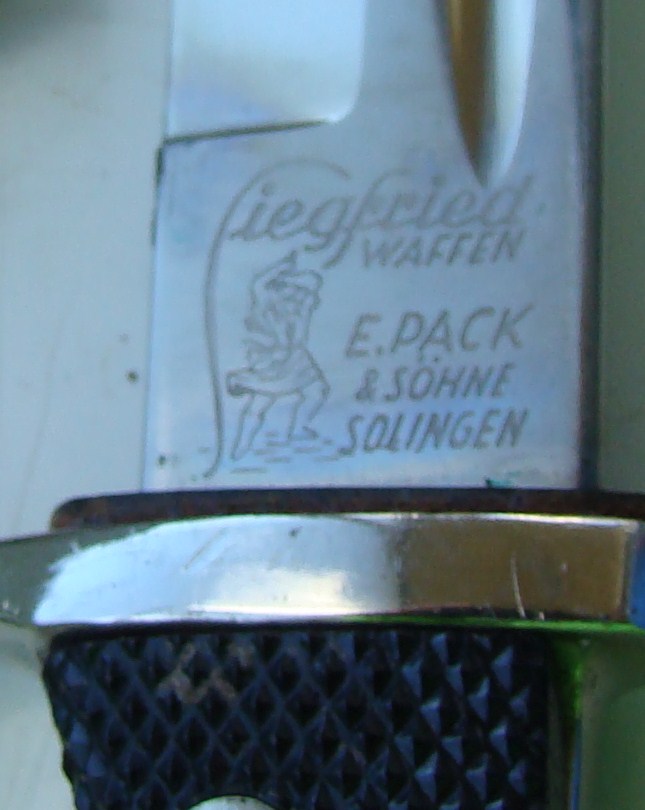 Siegfried
WAFFEN
E. PACK
& SÖHNE
SOLINGEN